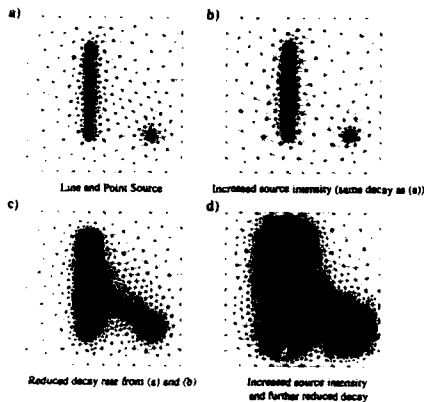 a)
b)
Line and Point Source
Increased source intensity (same decay as (a))
c)
d)
Reduced decay rate from (a) and (b)
Increased source intensity
and further reduced decay